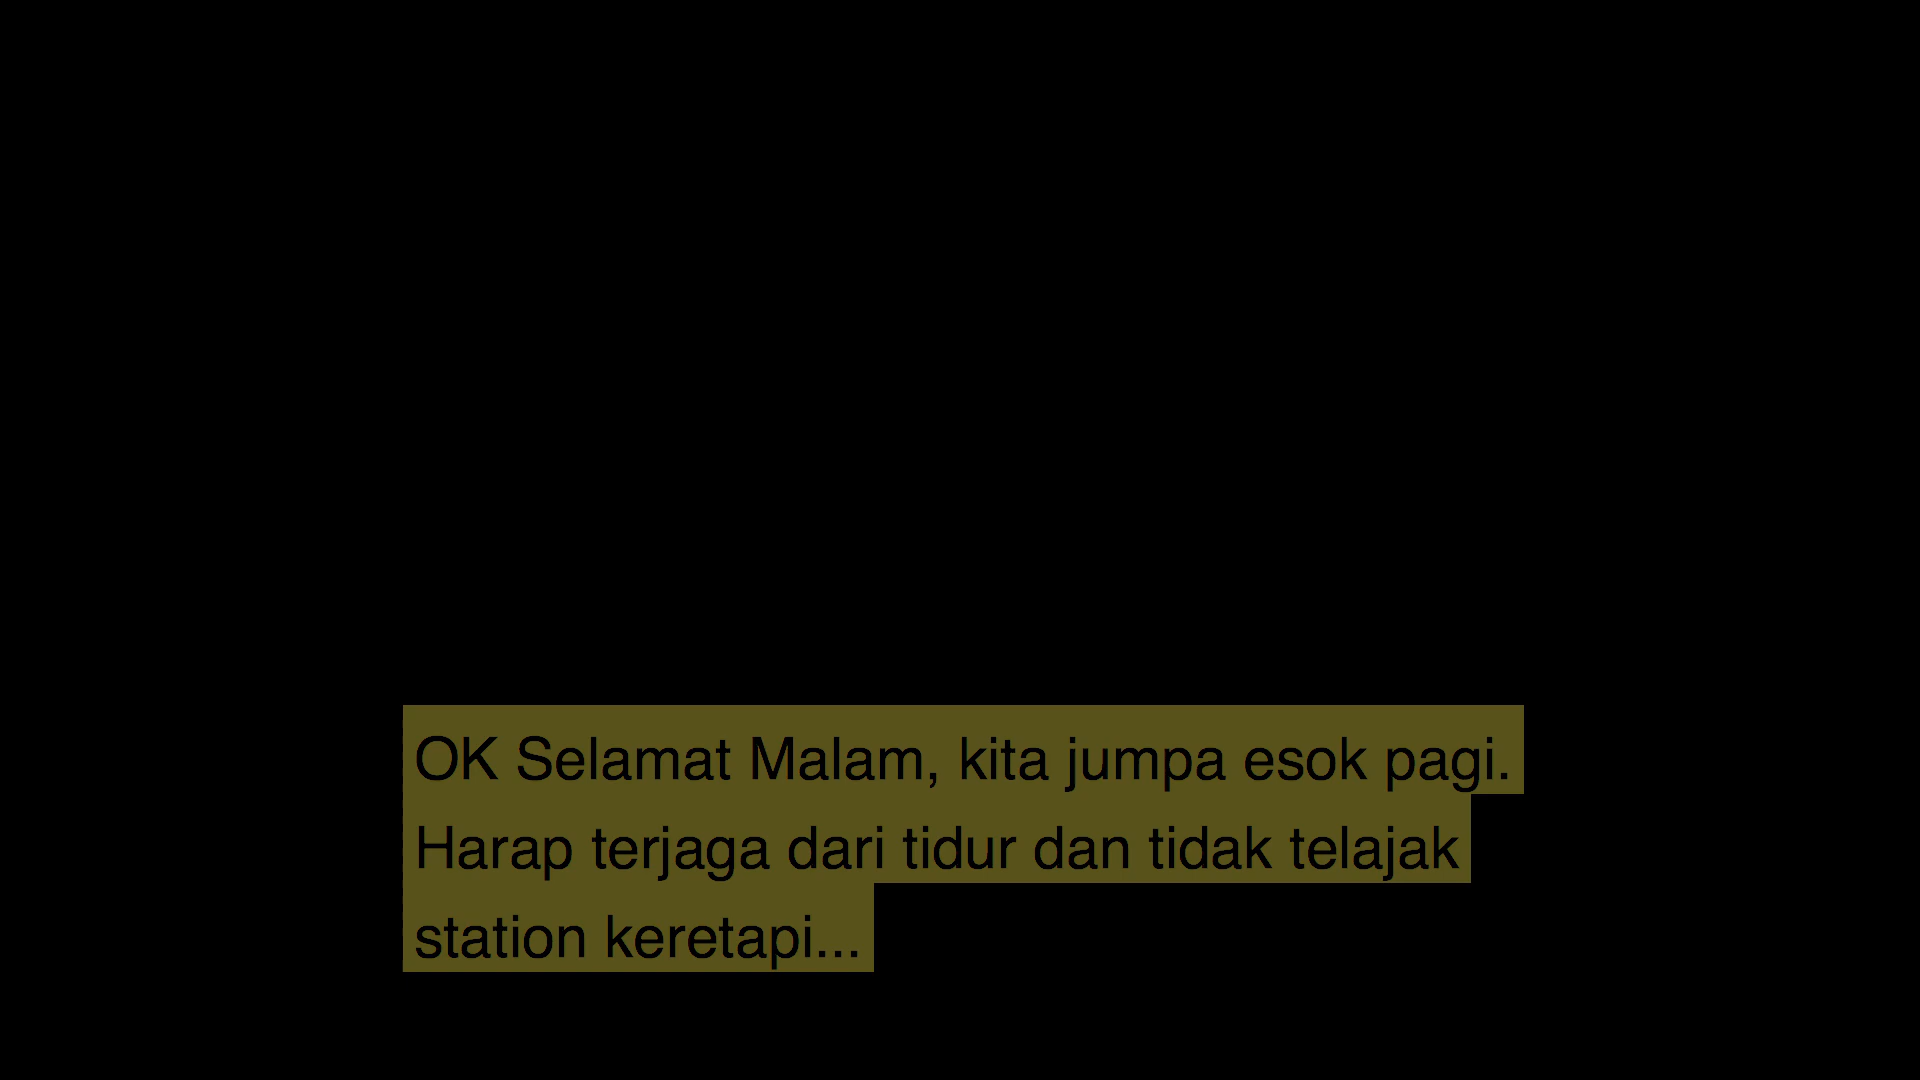 OK Selamat Malam, kita jumpa esok pagi.
Harap terjaga dari tidur dan tidak telajak
station keretapi...